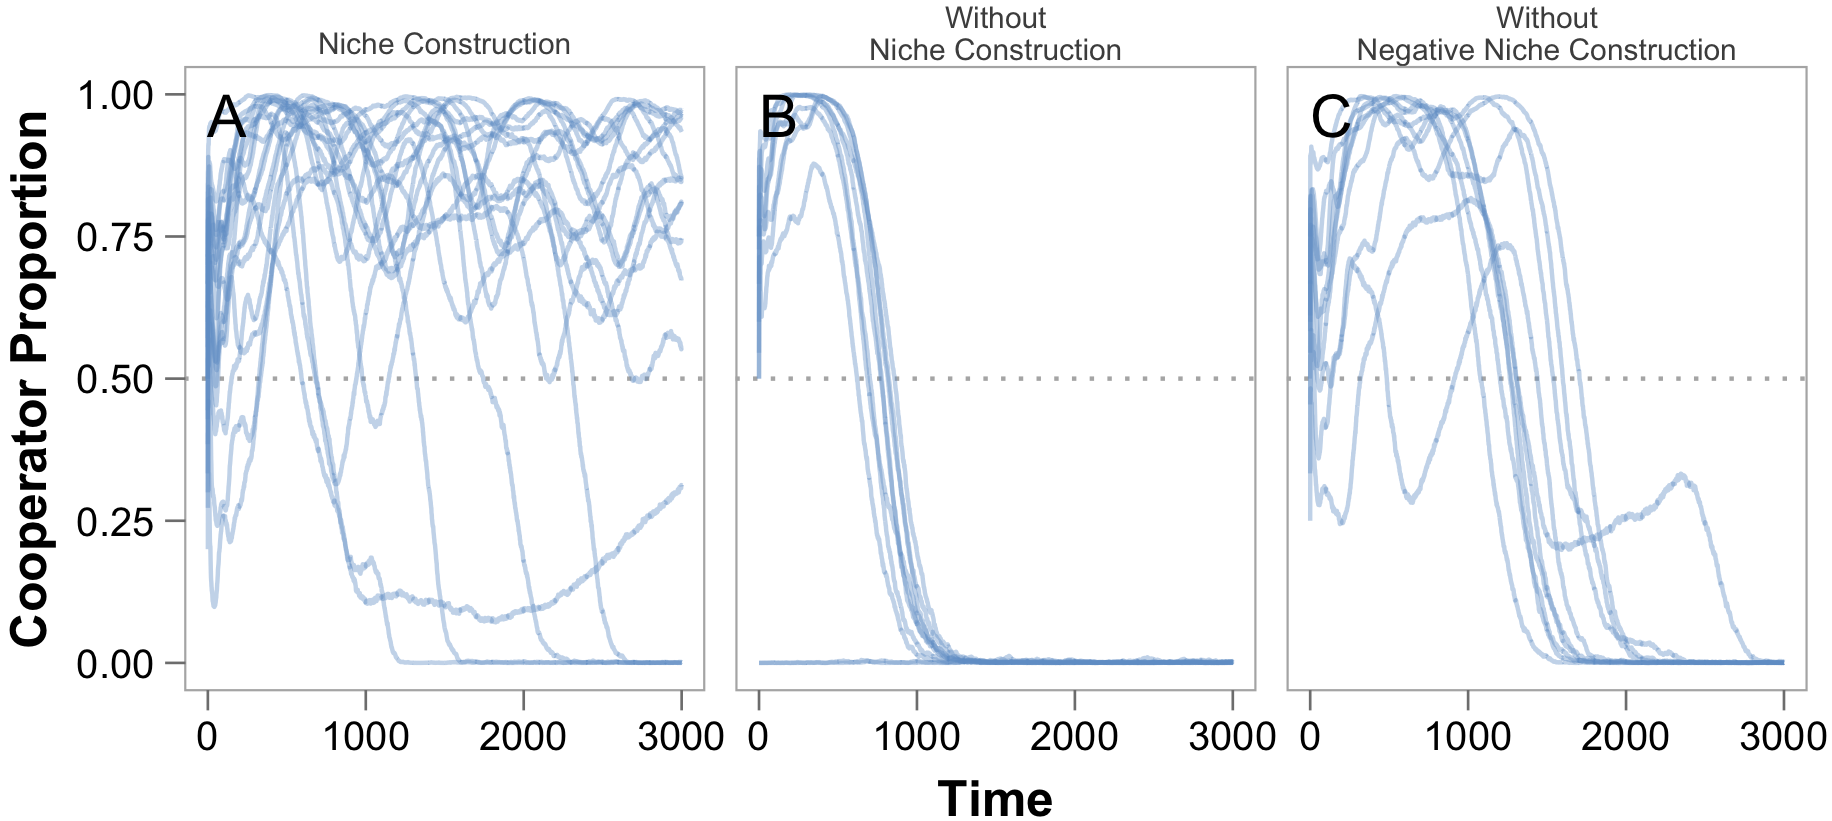 Niche Construction
Without
Niche Construction
Without
Negative Niche Construction
A
B
C
Cooperator Proportion
1.00
0.75
0.50
0.25
0.00
0 1000 2000 3000
0 1000 2000 3000
0 1000 2000 3000
Time